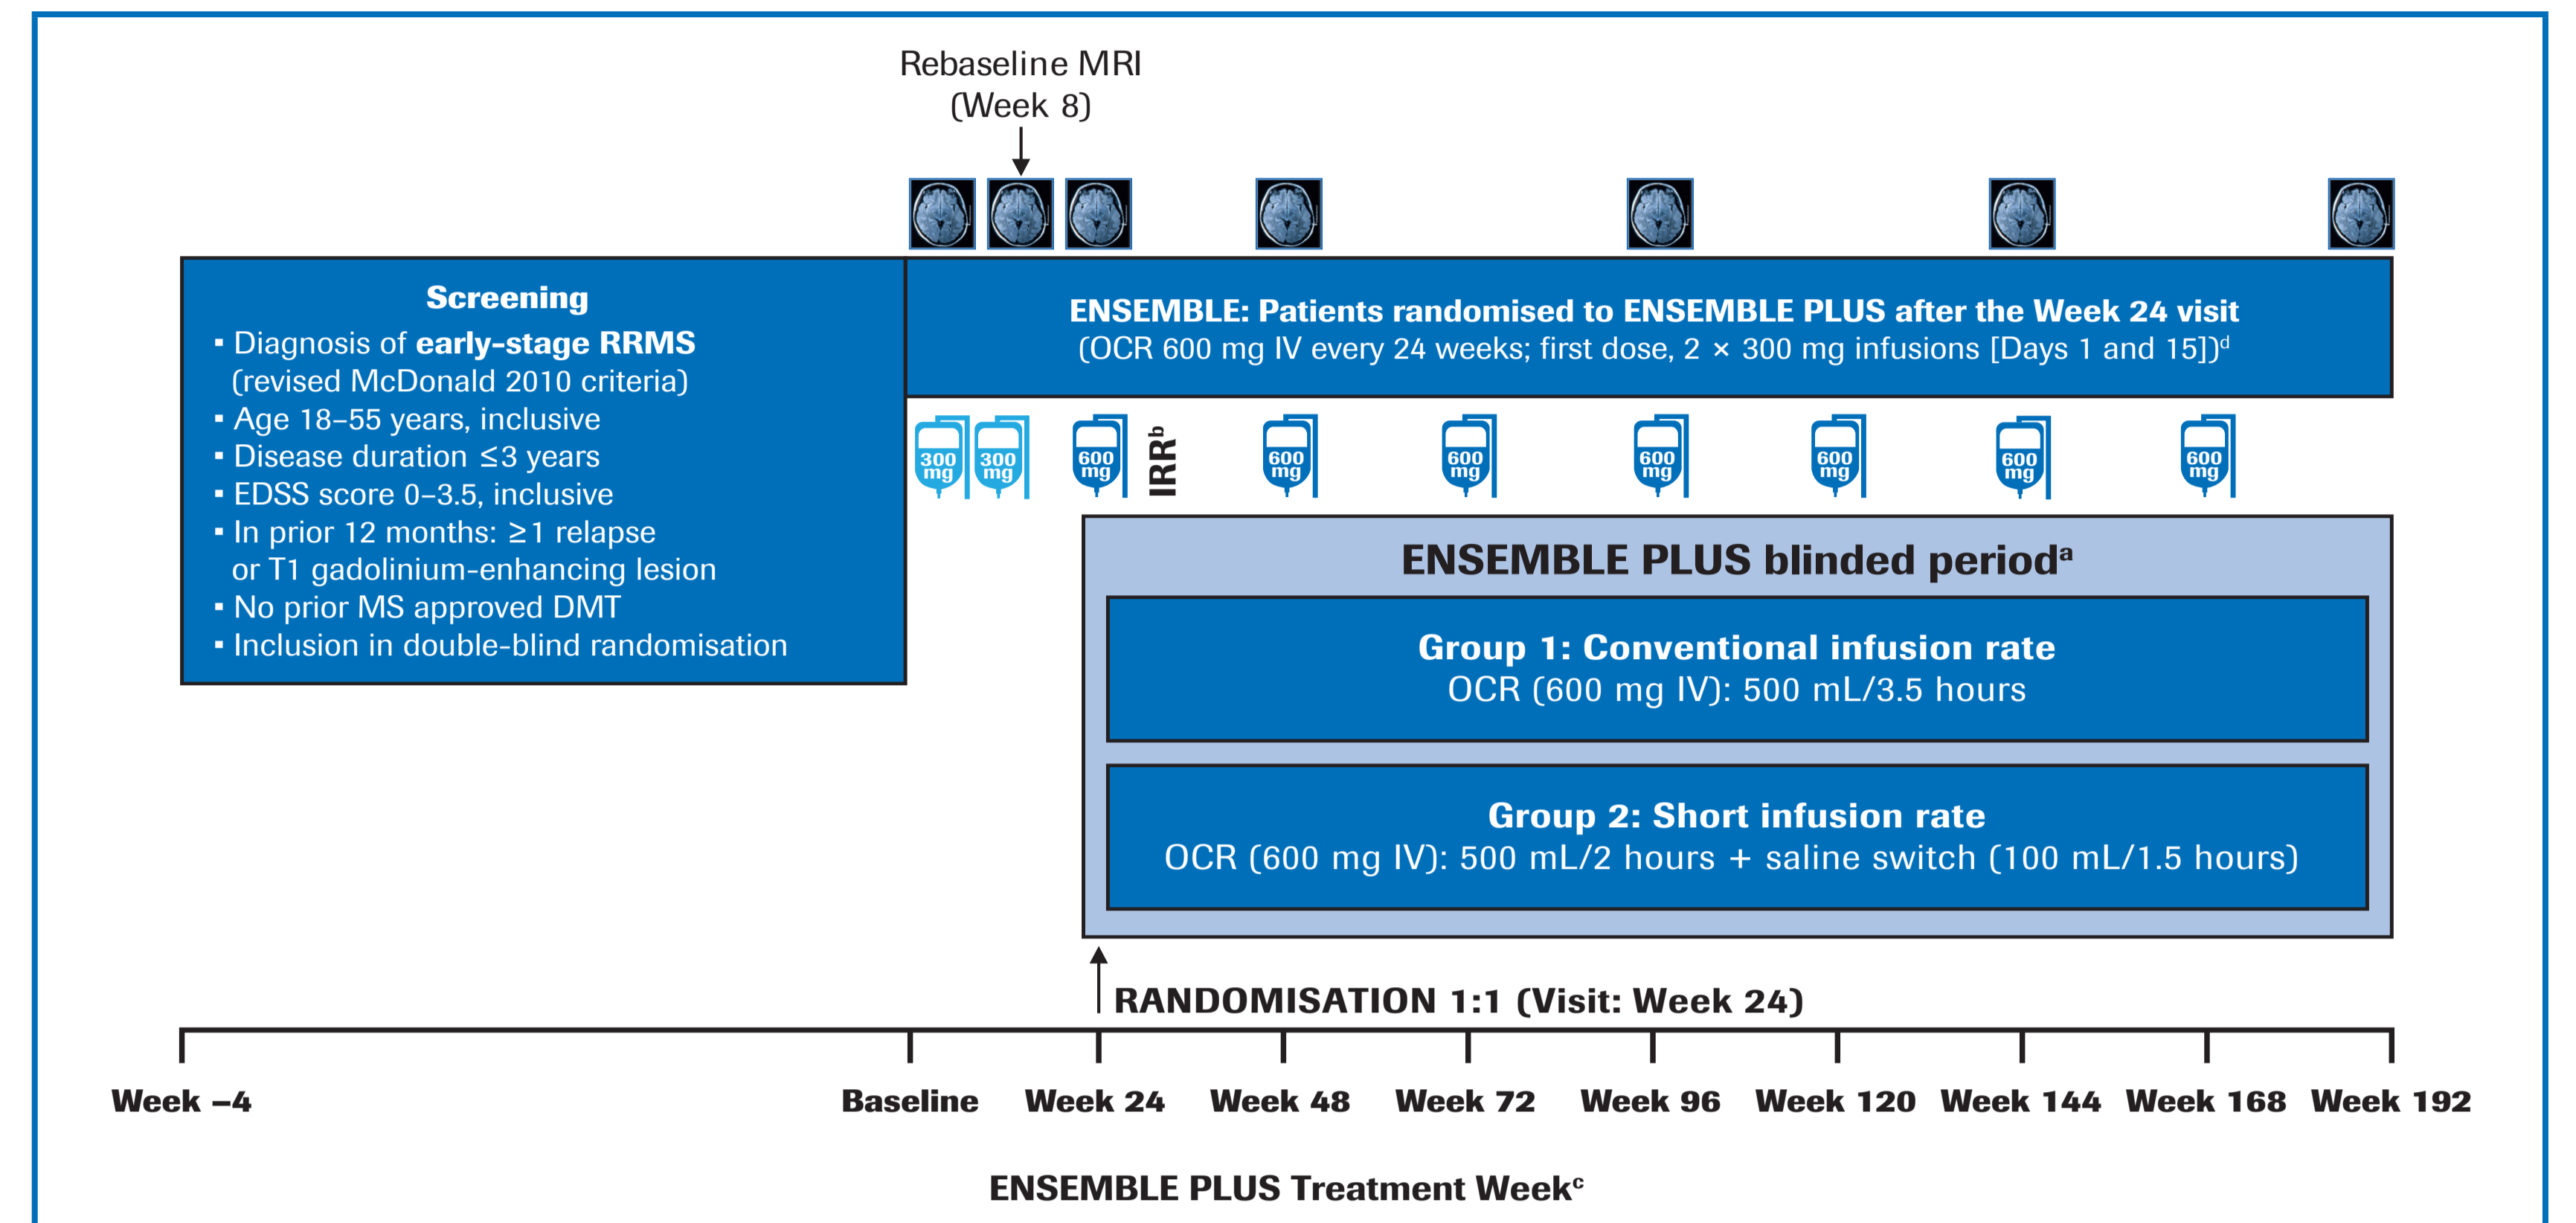 Rebaseline MRI
(Week 8)
Screening
▪ Diagnosis of early-stage RRMS
(revised McDonald 2010 criteria)
▪ Age 18–55 years, inclusive
▪ Disease duration ≤3 years
▪ EDSS score 0–3.5, inclusive
▪ In prior 12 months: ≥1 relapse
or T1 gadolinium-enhancing lesion
▪ No prior MS approved DMT
▪ Inclusion in double-blind randomisation
ENSEMBLE: Patients randomised to ENSEMBLE PLUS after the Week 24 visit
(OCR 600 mg IV every 24 weeks; first dose, 2 × 300 mg infusions [Days 1 and 15])ᵈ
300
mg
300
mg
600
mg
IRRᵇ
600
mg
600
mg
600
mg
600
mg
600
mg
600
mg
ENSEMBLE PLUS blinded periodᵃ
Group 1: Conventional infusion rate
OCR (600 mg IV): 500 mL/3.5 hours
Group 2: Short infusion rate
OCR (600 mg IV): 500 mL/2 hours + saline switch (100 mL/1.5 hours)
RANDOMISATION 1:1 (Visit: Week 24)
Week –4 Baseline Week 24 Week 48 Week 72 Week 96 Week 120 Week 144 Week 168 Week 192
ENSEMBLE PLUS Treatment Weekᶜ